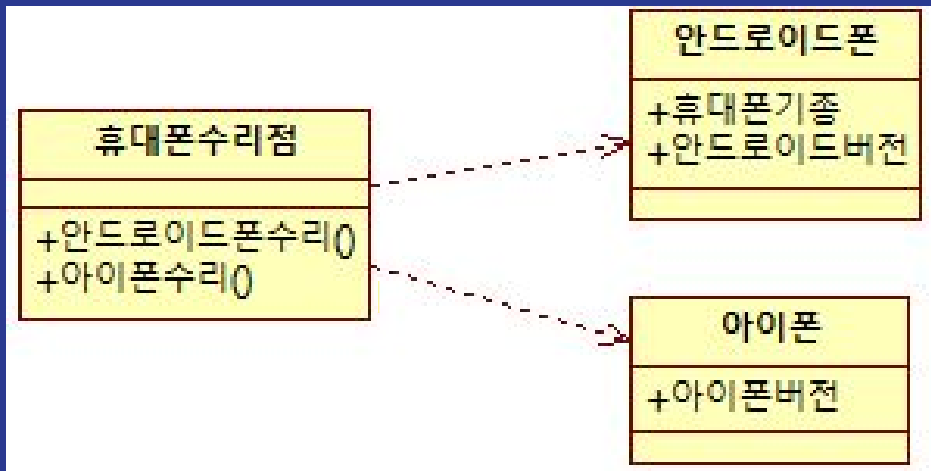 휴대폰수리점
+안드로이드폰수리()
+아이폰수리()
안드로이드폰
+휴대폰기종
+안드로이드버전
아이폰
+아이폰버전